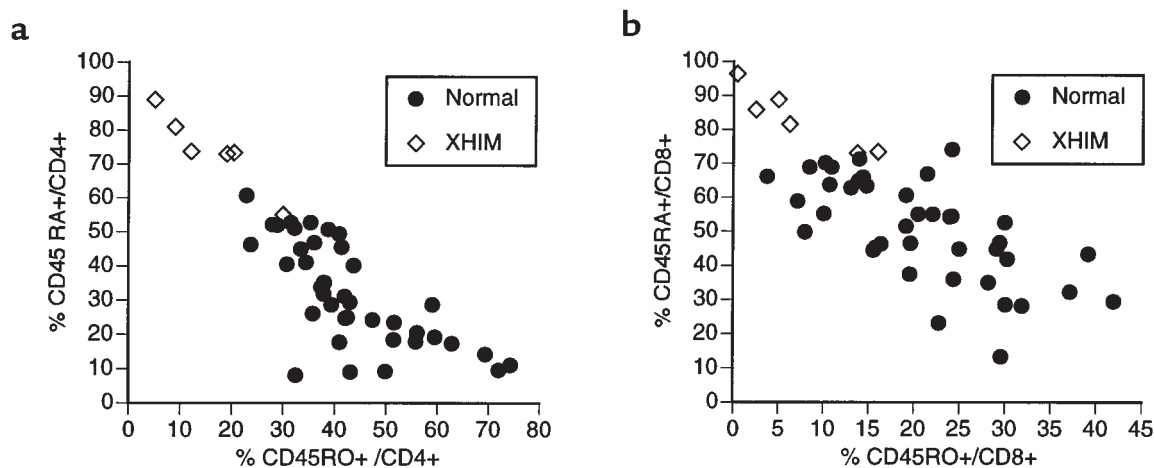 a
% CD45 RA+/CD4+
100
90
80
70
60
50
40
30
20
10
0
0 10 20 30 40 50 60 70 80
% CD45RO+ /CD4+
Normal
XHIM
b
% CD45RA+/CD8+
100
90
80
70
60
50
40
30
20
10
0
0 5 10 15 20 25 30 35 40 45
% CD45RO+/CD8+
Normal
XHIM